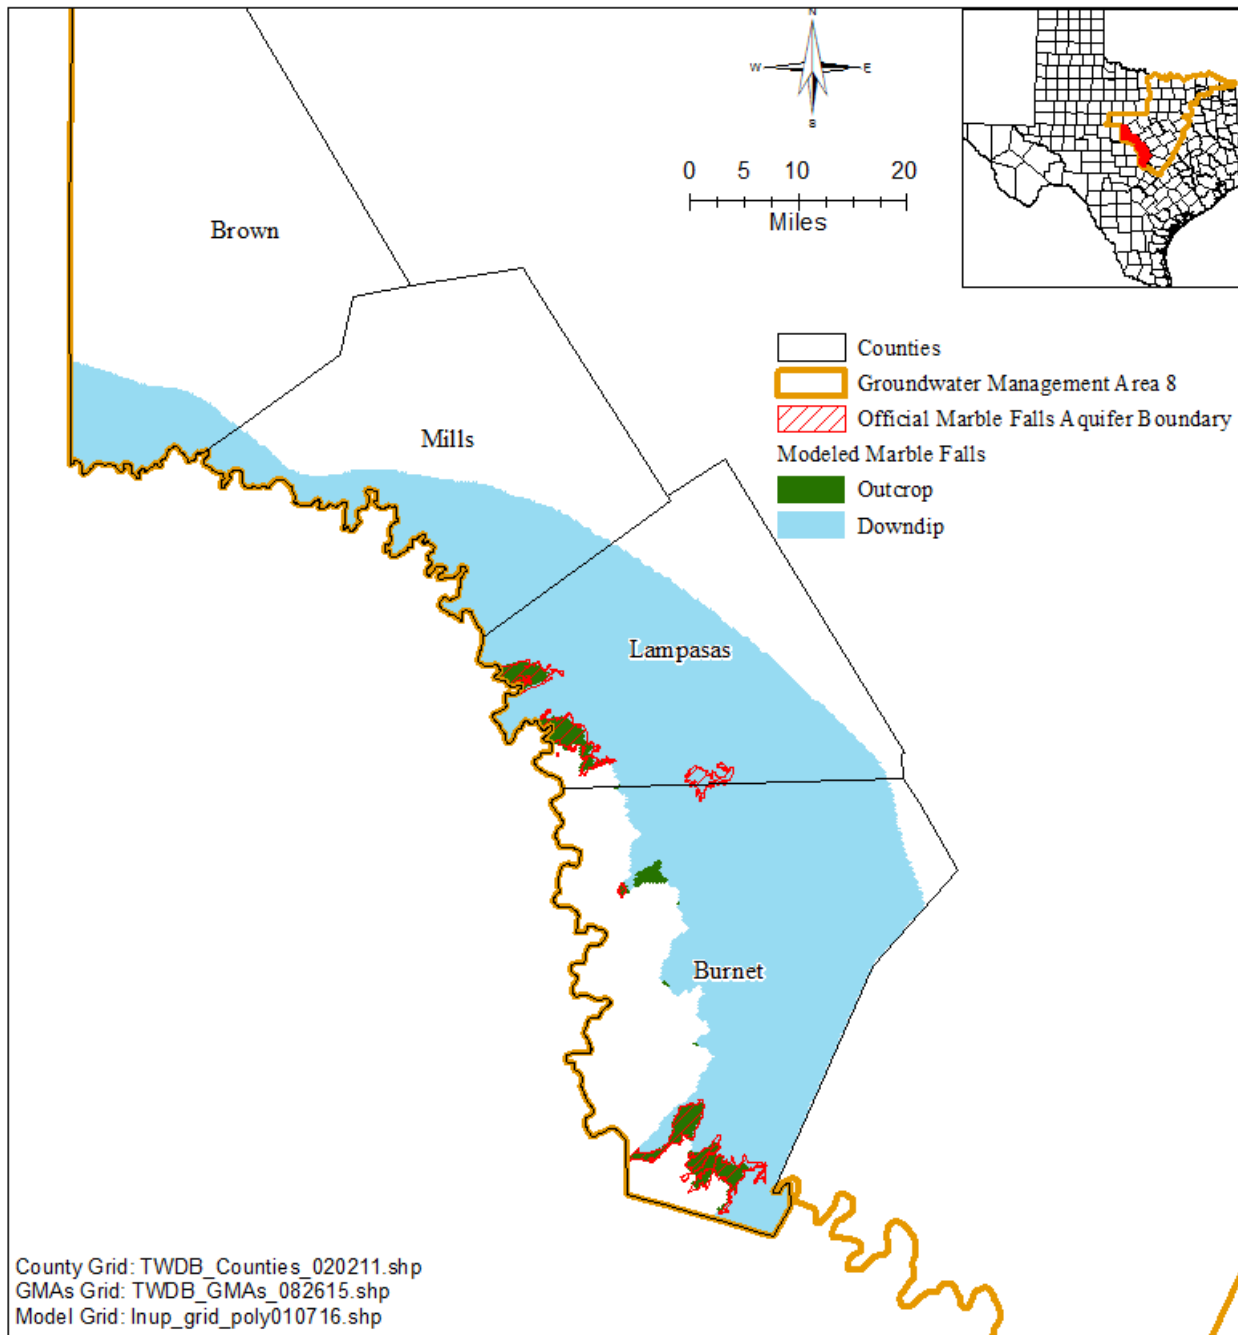 N
W E
S
0 5 10 20
Miles
Brown
Counties
Groundwater Management Area 8
Official Marble Falls Aquifer Boundary
Mills
Modeled Marble Falls
Outcrop
Downdip
Lampasas
Burnet
County Grid: TWDB_Counties_020211.shp
GMAs Grid: TWDB_GMAs_082615.shp
Model Grid: lnup_grid_poly010716.shp